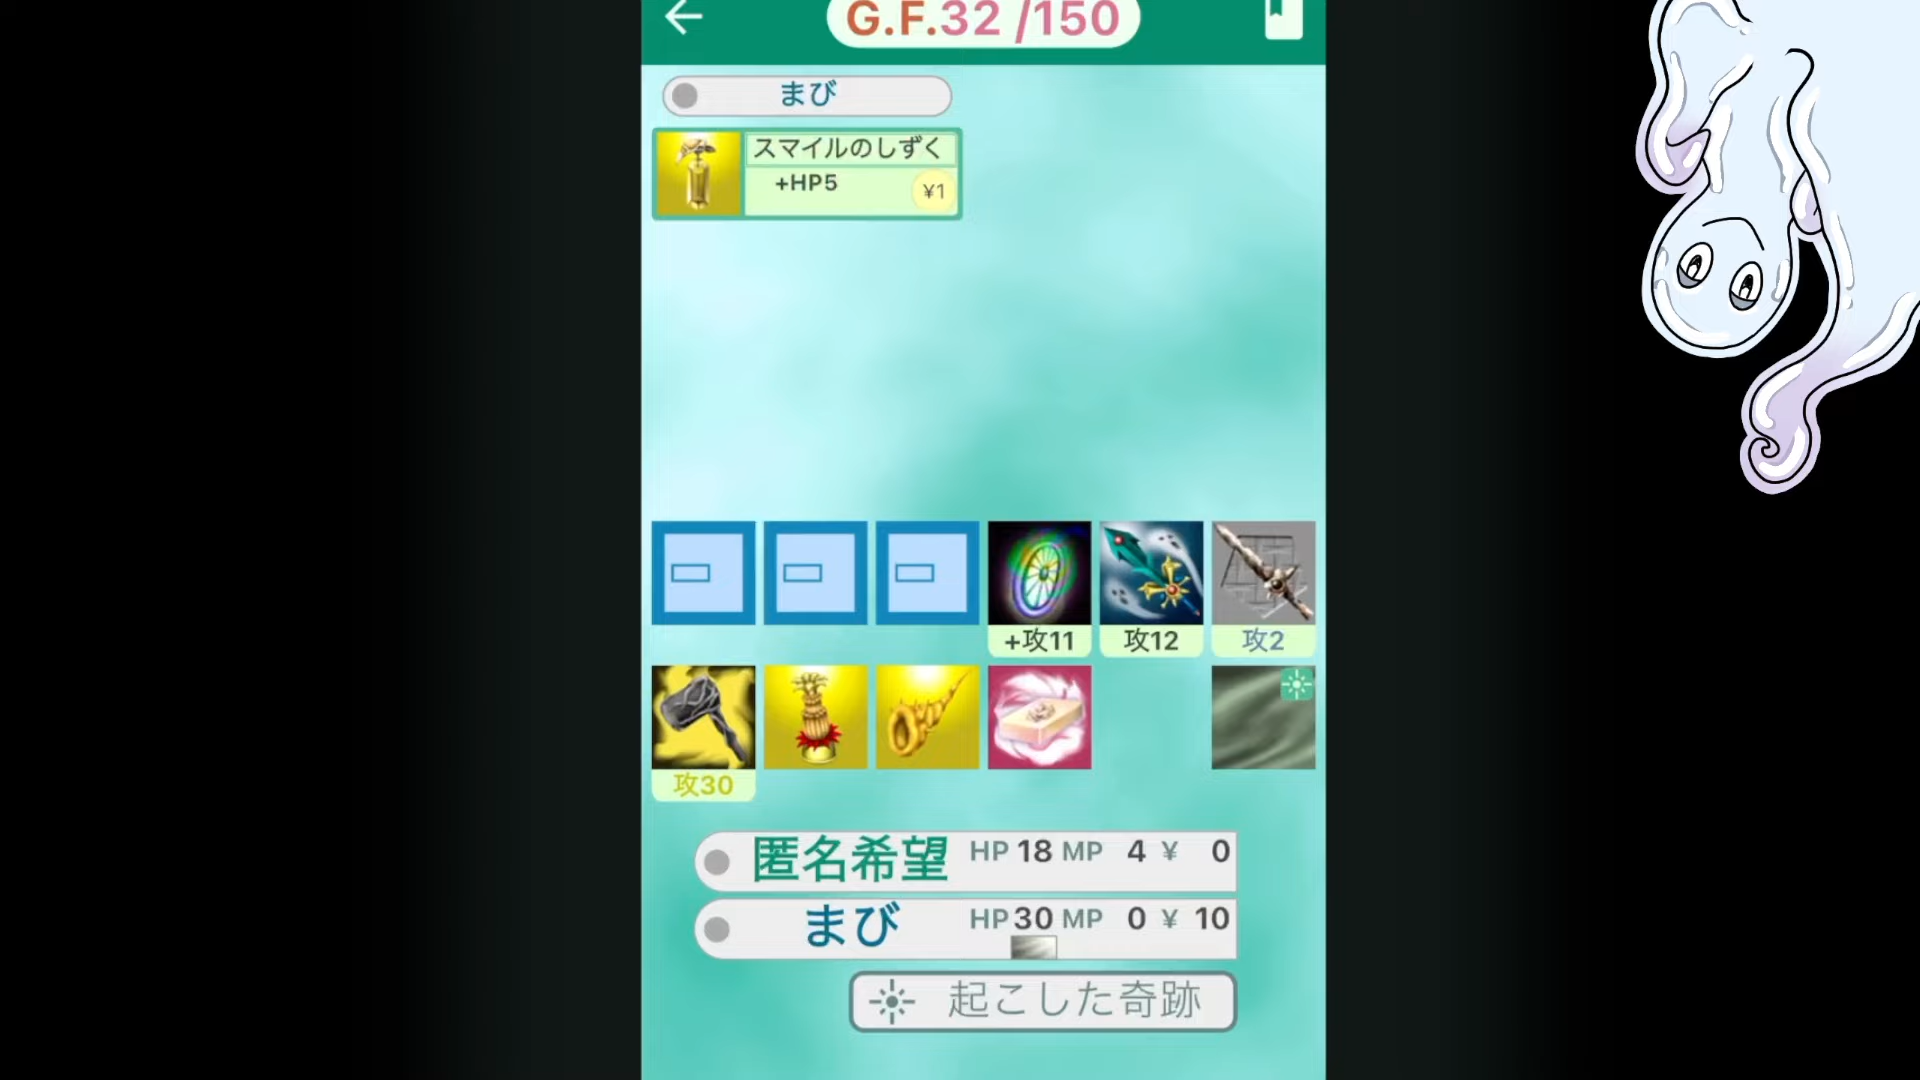 G.F.32 /150
まび
スマイルのしずく
+HP5
¥1
+攻11
攻12
攻2
攻30
匿名希望 HP 18 MP 4 ¥ 0
まび HP 30 MP 0 ¥ 10
起こした奇跡